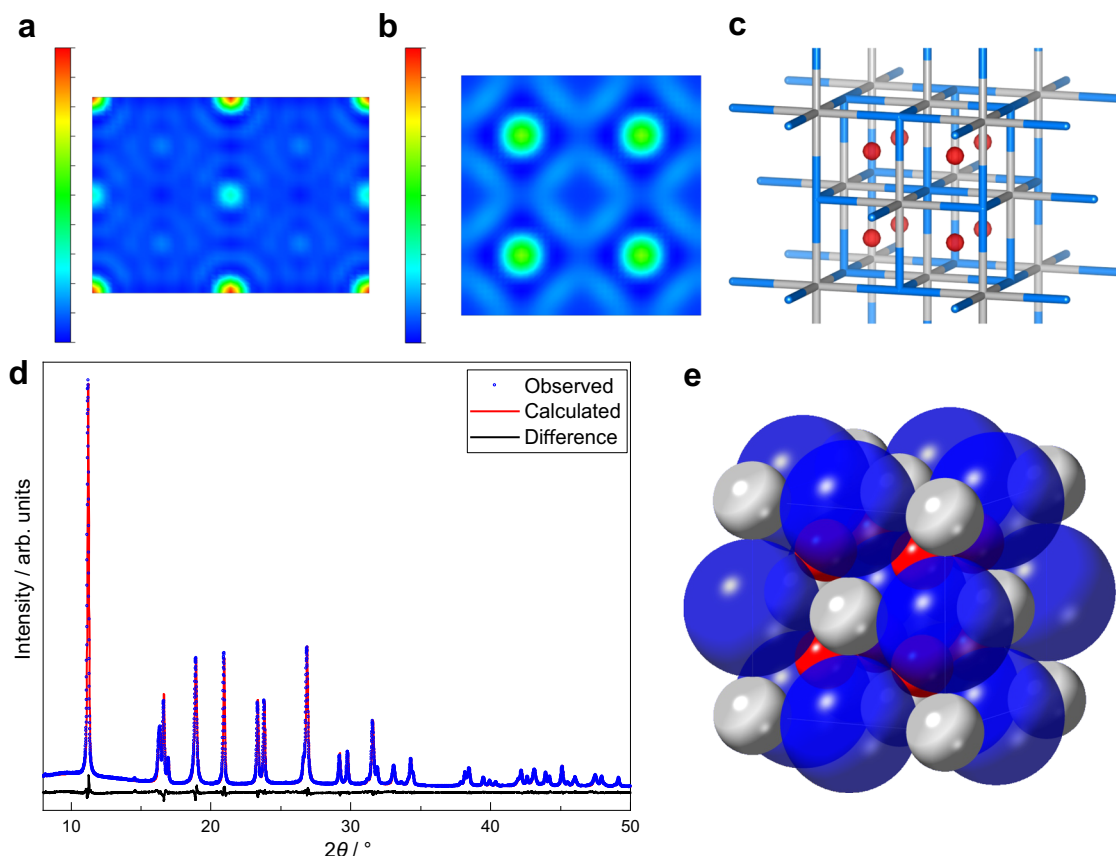 a
b
c
d
Observed
Calculated
Difference
Intensity / arb. units
10
20
30
40
50
2θ / °
e